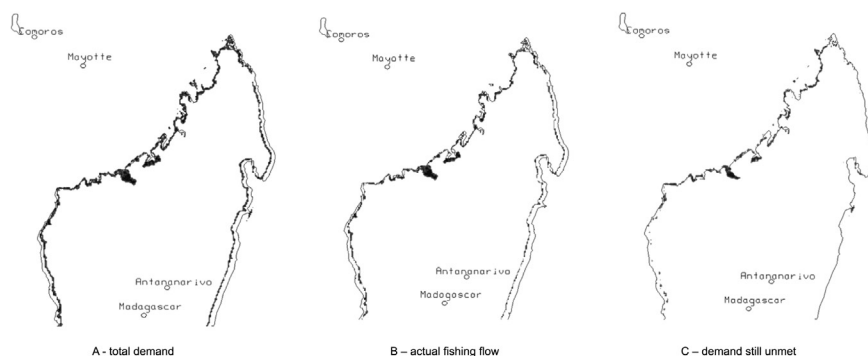 Comoros
Mayotte
Antananarivo
Madagascar
A - total demand
Comoros
Mayotte
Antananarivo
Madagascar
B – actual fishing flow
Comoros
Mayotte
Antananarivo
Madagascar
C – demand still unmet